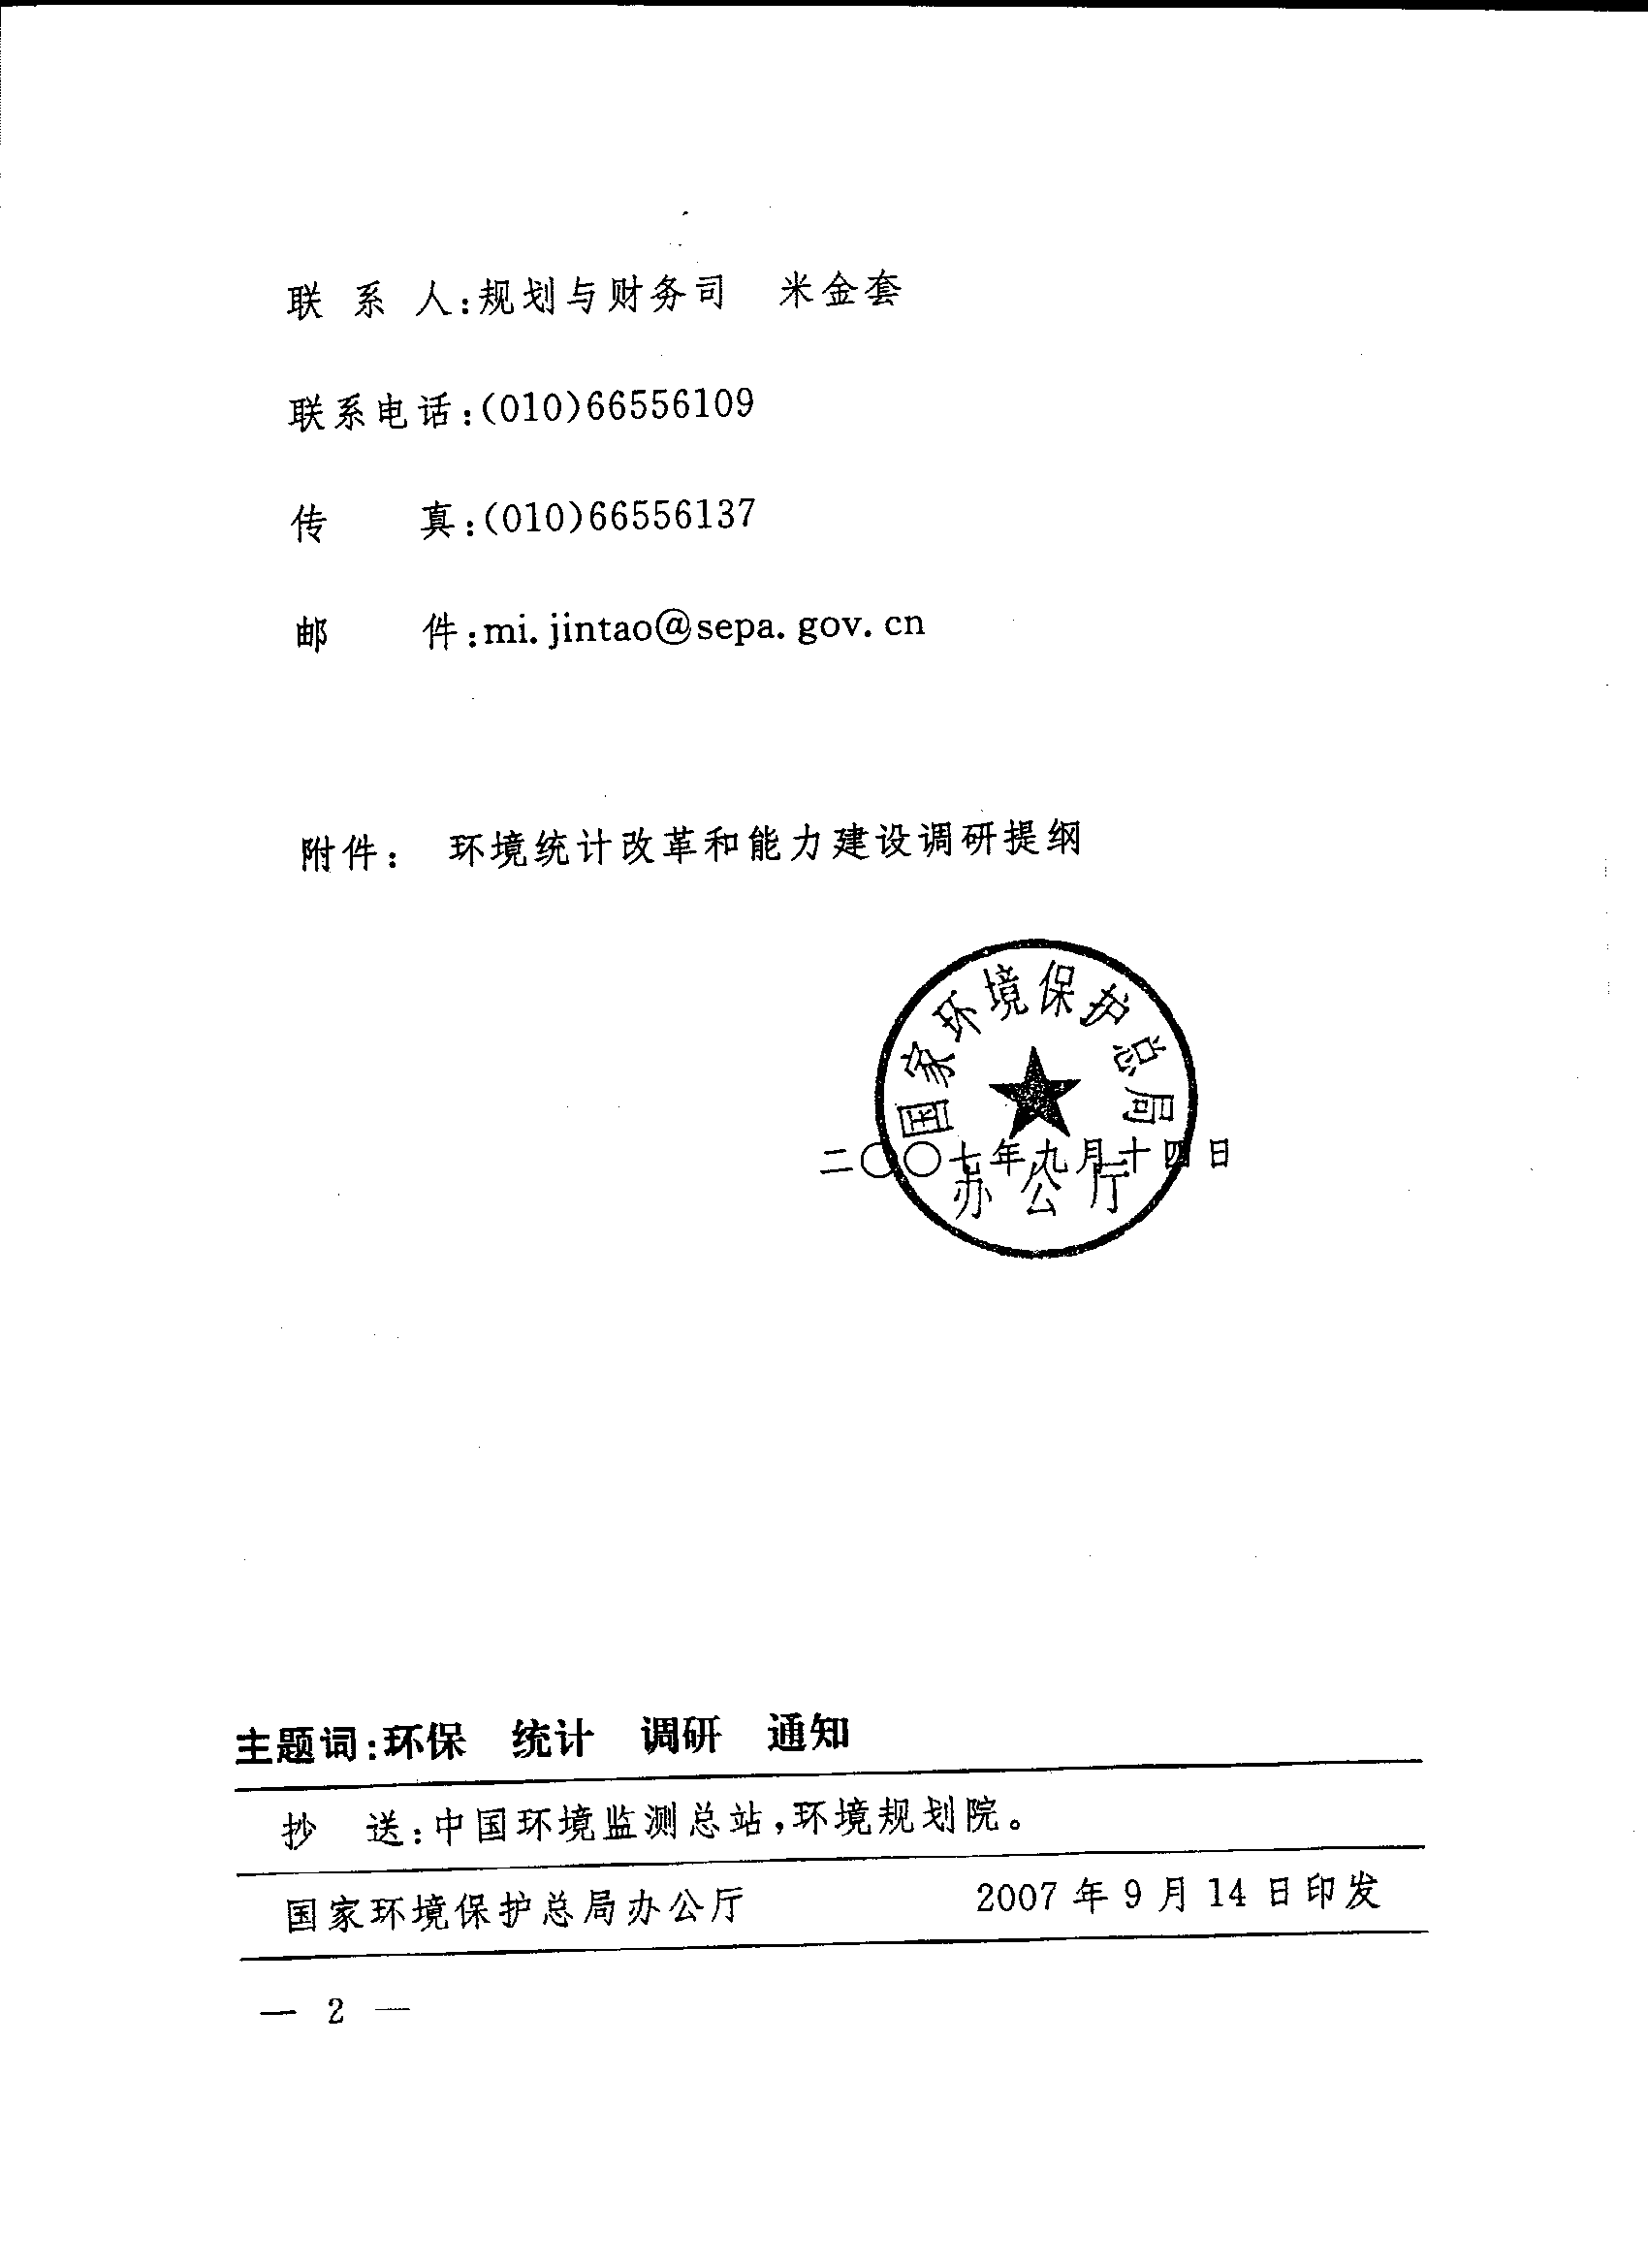 联 系 人:规划与财务司 米金套
联系电话:(010)66556109
传 真:(010)66556137
邮 件:mi.jintao@sepa.gov.cn
附件: 环境统计改革和能力建设调研提纲
国家环境保护总局
二〇〇七年九月十四日
办公厅
主题词:环保 统计 调研 通知
抄 送:中国环境监测总站,环境规划院。
国家环境保护总局办公厅 2007年9月14日印发
— 2 —